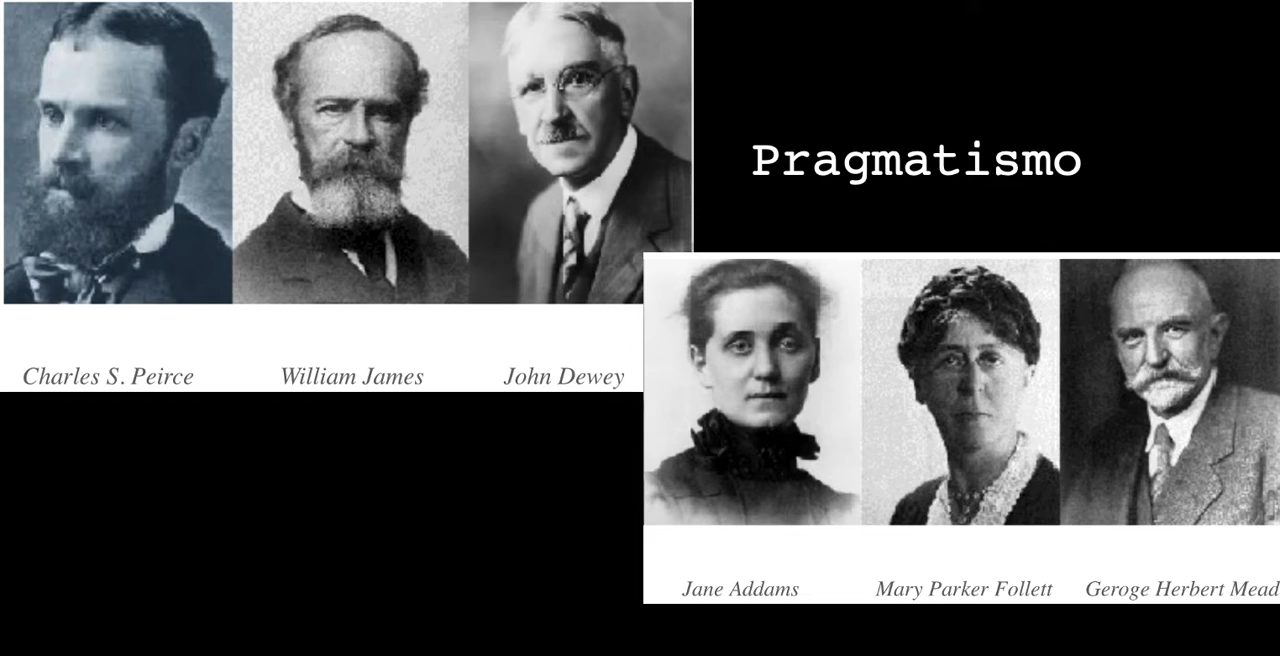 Pragmatismo
Charles S. Peirce
William James
John Dewey
Jane Addams
Mary Parker Follett
Geroge Herbert Mead